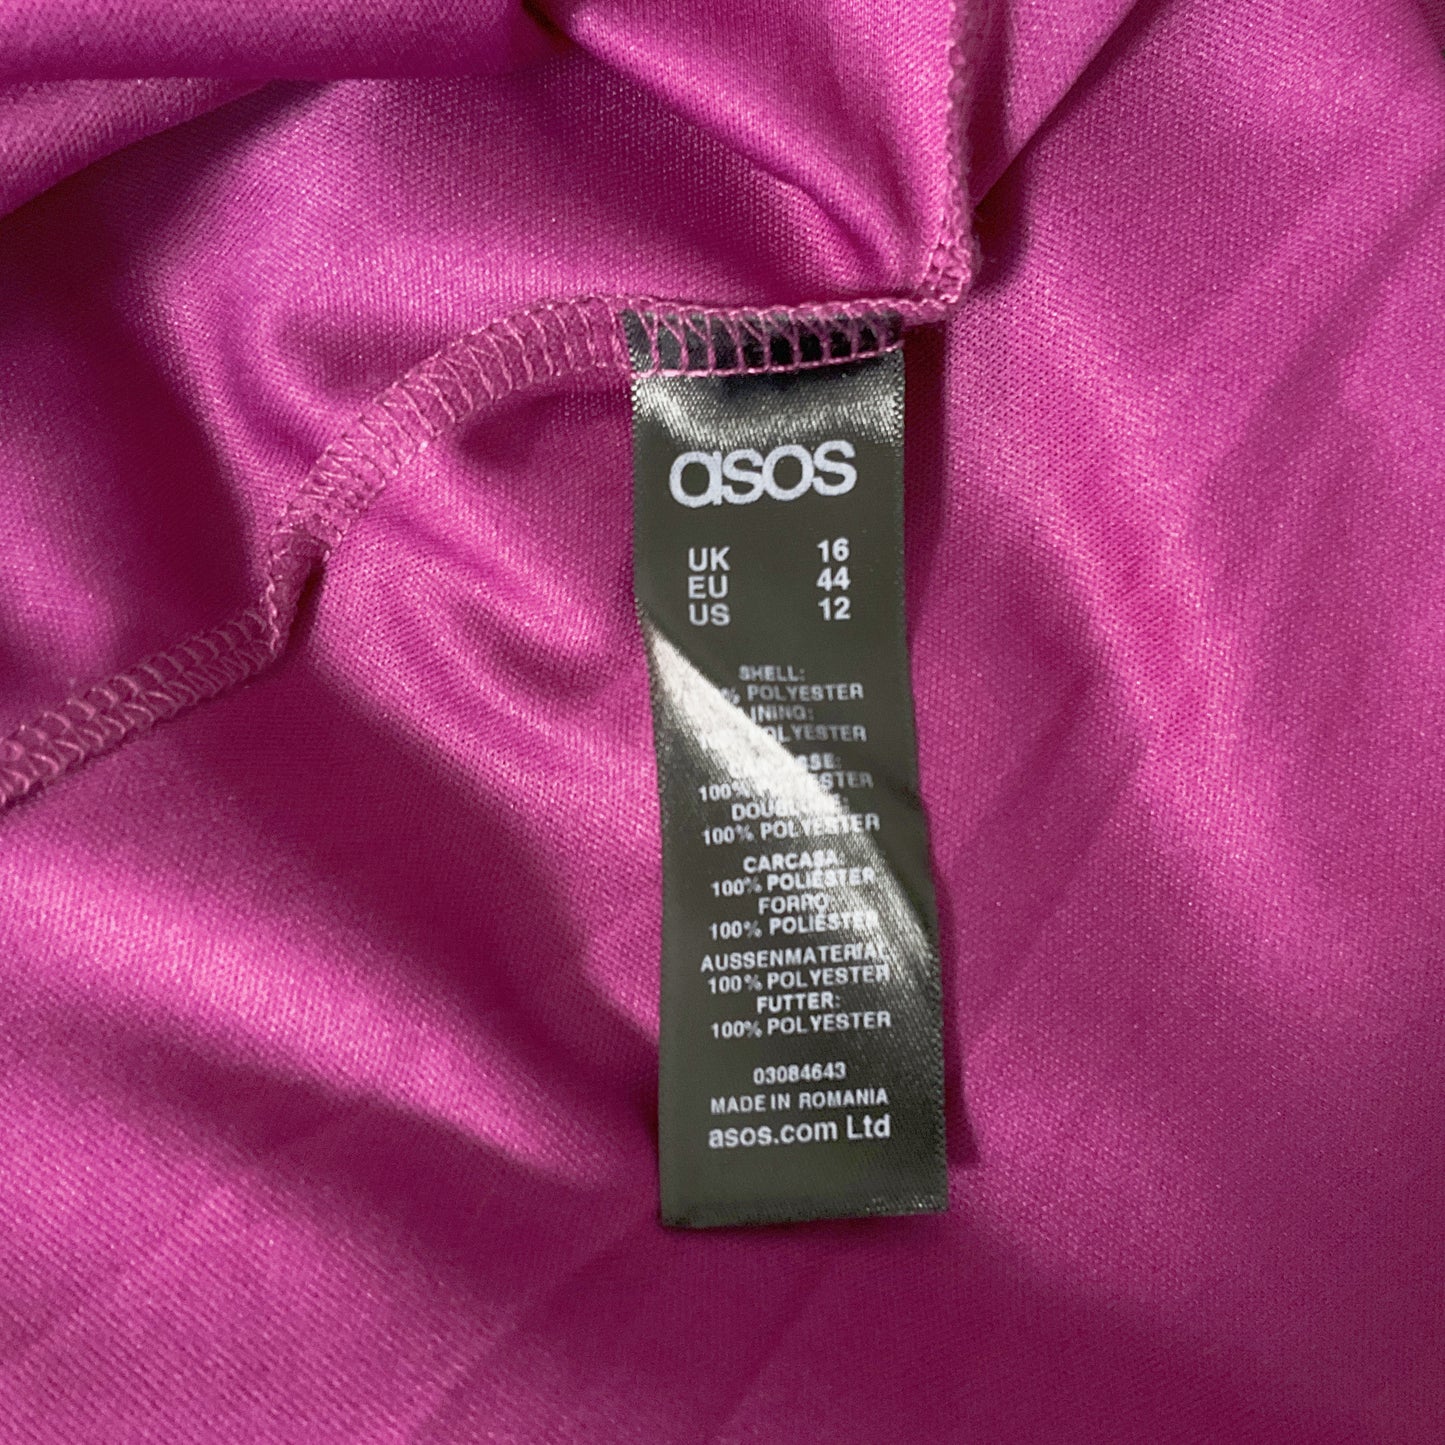 asos
UK 16
EU 44
US 12
SHELL:
POLYESTER
100%
100% POLYESTER
CARCASA:
100% POLIÉSTER
FORRO:
100% POLIÉSTER
AUSSENMATERIAL
100% POLYESTER
FUTTER:
100% POLYESTER
03084643
MADE IN ROMANIA
asos.com Ltd